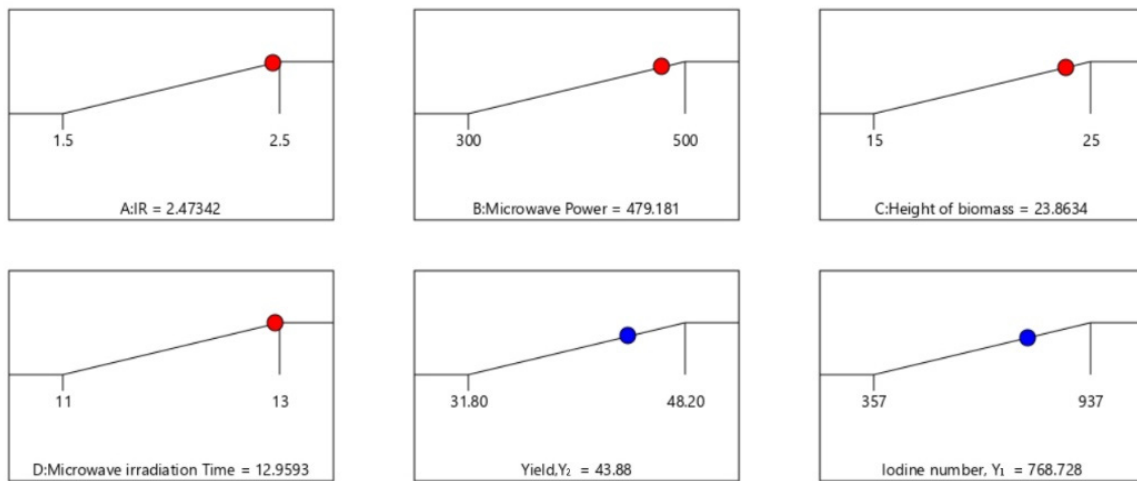 1.5 2.5
A:IR = 2.47342
300 500
B:Microwave Power = 479.181
15 25
C:Height of biomass = 23.8634
11 13
D:Microwave irradiation Time = 12.9593
31.80 48.20
Yield,Y₂ = 43.88
357 937
Iodine number, Y₁ = 768.728